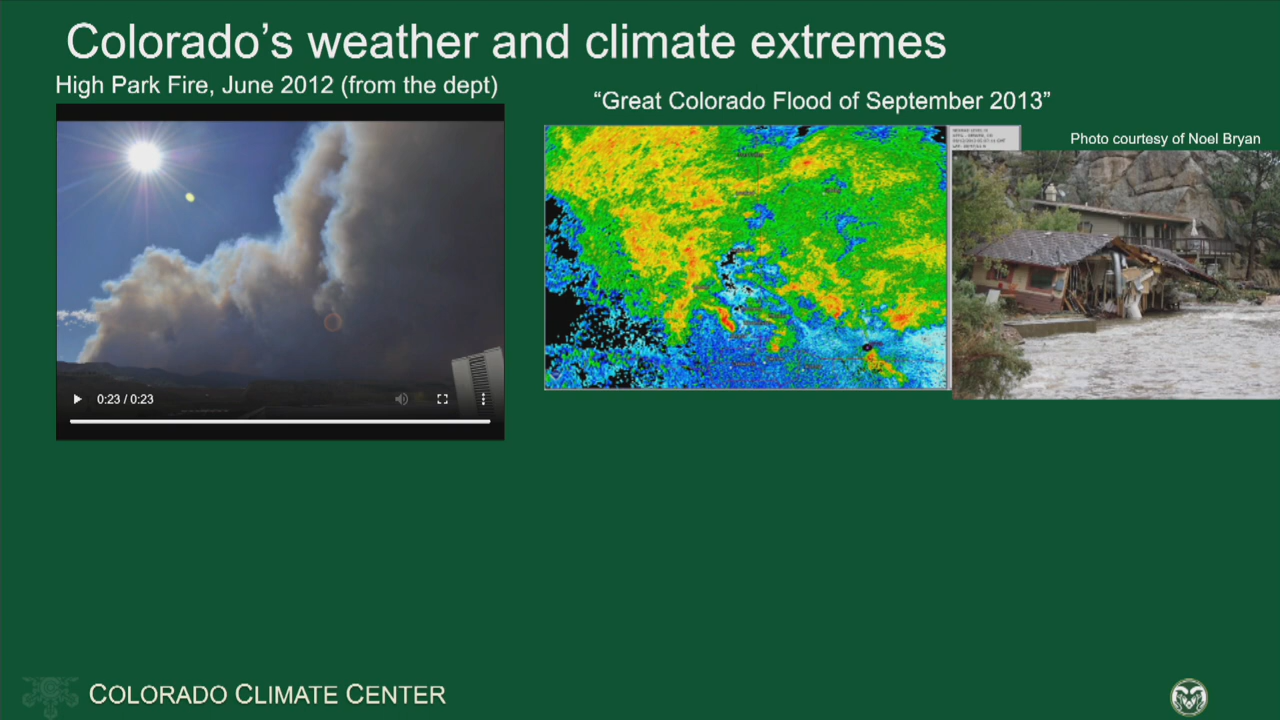 Colorado’s weather and climate extremes
High Park Fire, June 2012 (from the dept)
“Great Colorado Flood of September 2013”
Photo courtesy of Noel Bryan
0:23 / 0:23
COLORADO CLIMATE CENTER